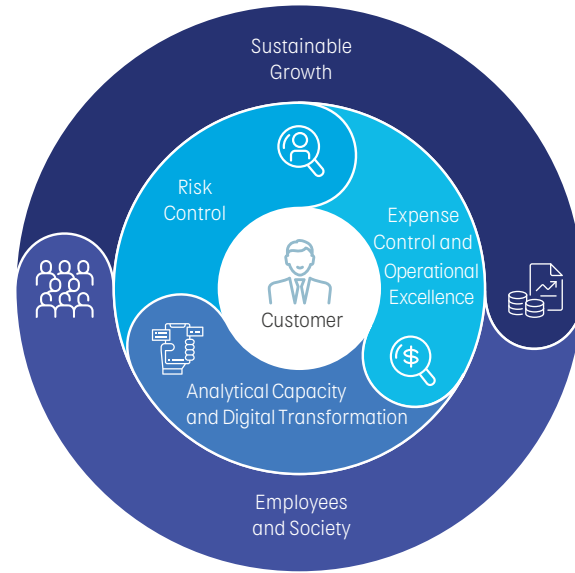 Sustainable
Growth
Risk
Control
Expense
Control and
Operational
Excellence
Customer
$
Analytical Capacity
and Digital Transformation
Employees
and Society